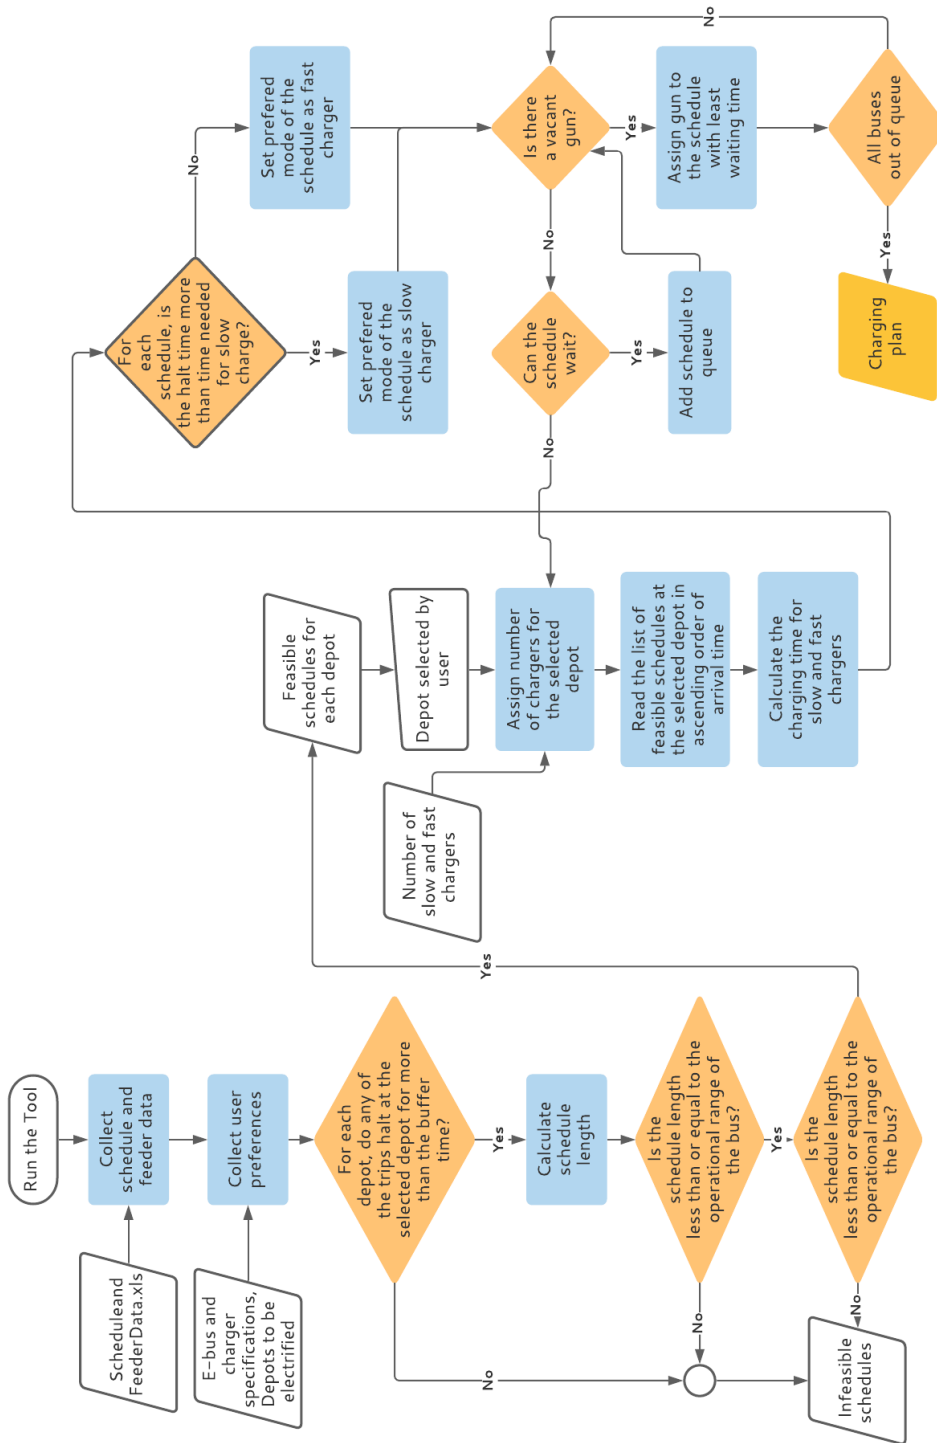 Run the Tool
Scheduleand
FeederData.xls
Collect
schedule and
feeder data
E-bus and
charger
specifications,
Depots to be
electrified
Collect user
preferences
For each
depot, do any of
the trips halt at the
selected depot for more
than the buffer
time?
No
Yes
Calculate
schedule
length
Is the
schedule length
less than or equal to the
operational range of
the bus?
No
Yes
Is the
schedule length
less than or equal to the
operational range of
the bus?
No
Infeasible
schedules
Yes
Feasible
schedules for
each depot
Depot selected by
user
Number of
slow and fast
chargers
Assign number
of chargers for
the selected
depot
Read the list of
feasible schedules at
the selected depot in
ascending order of
arrival time
Calculate the
charging time for
slow and fast
chargers
For
each
schedule, is
the halt time more
than time needed
for slow
charge?
No
Yes
Set prefered
mode of the
schedule as fast
charger
Set prefered
mode of the
schedule as slow
charger
Is there
a vacant
gun?
No
Yes
Can the
schedule
wait?
No
Yes
Add schedule to
queue
Assign gun to
the schedule
with least
waiting time
All buses
out of queue
No
Yes
Charging
plan